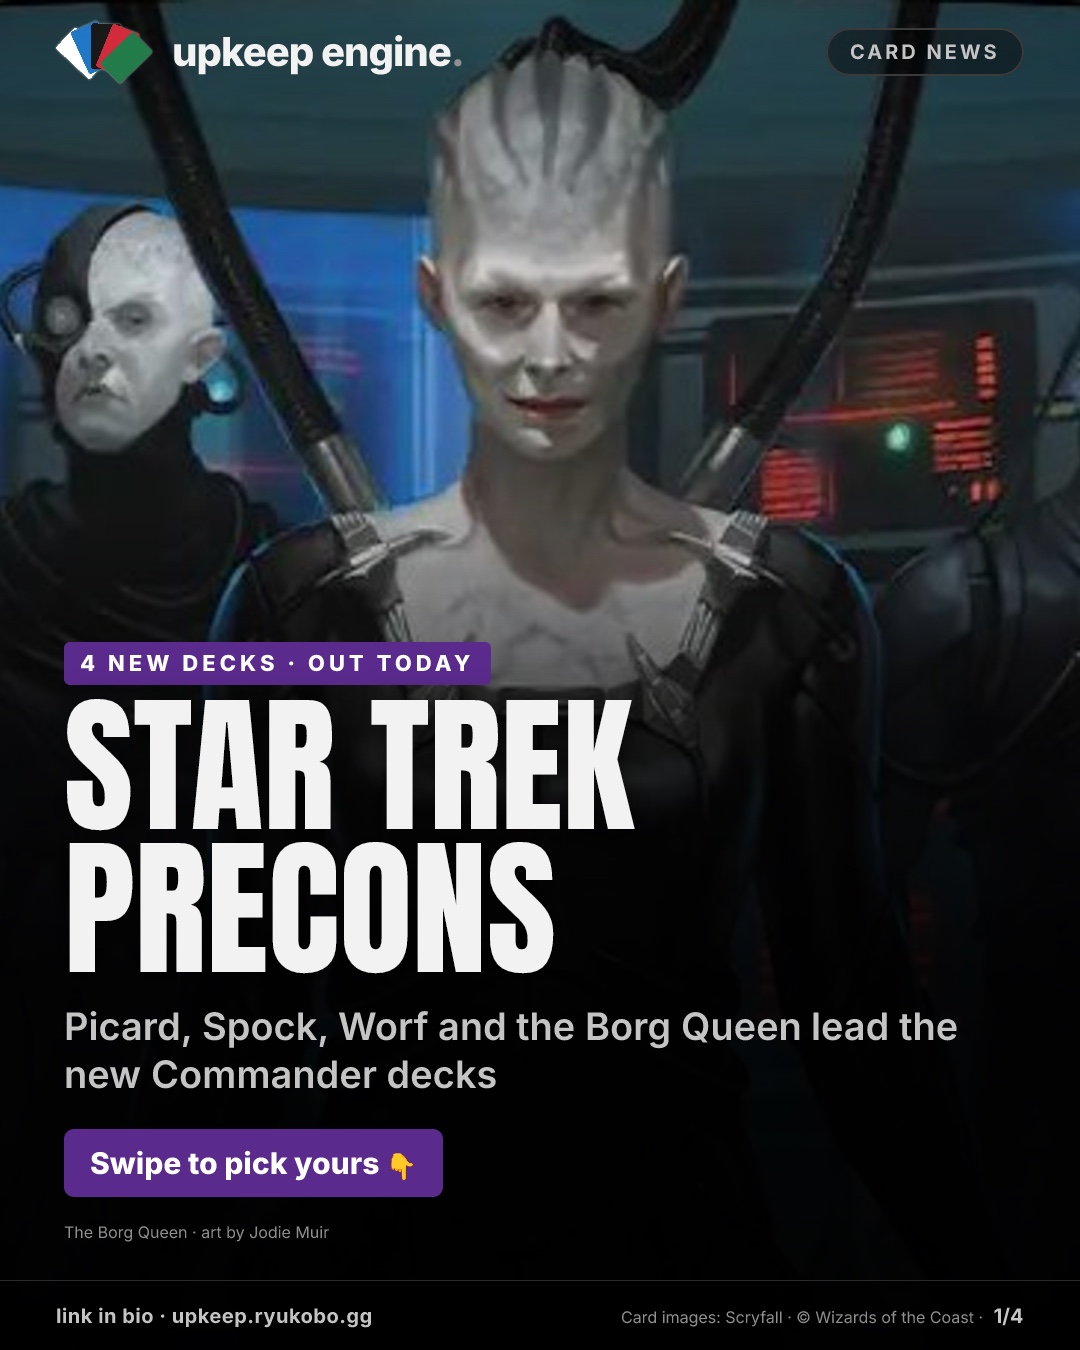 upkeep engine.
CARD NEWS
4 NEW DECKS · OUT TODAY
STAR TREK
PRECONS
Picard, Spock, Worf and the Borg Queen lead the
new Commander decks
Swipe to pick yours 👇
The Borg Queen · art by Jodie Muir
link in bio · upkeep.ryukobo.gg
Card images: Scryfall · © Wizards of the Coast · 1/4